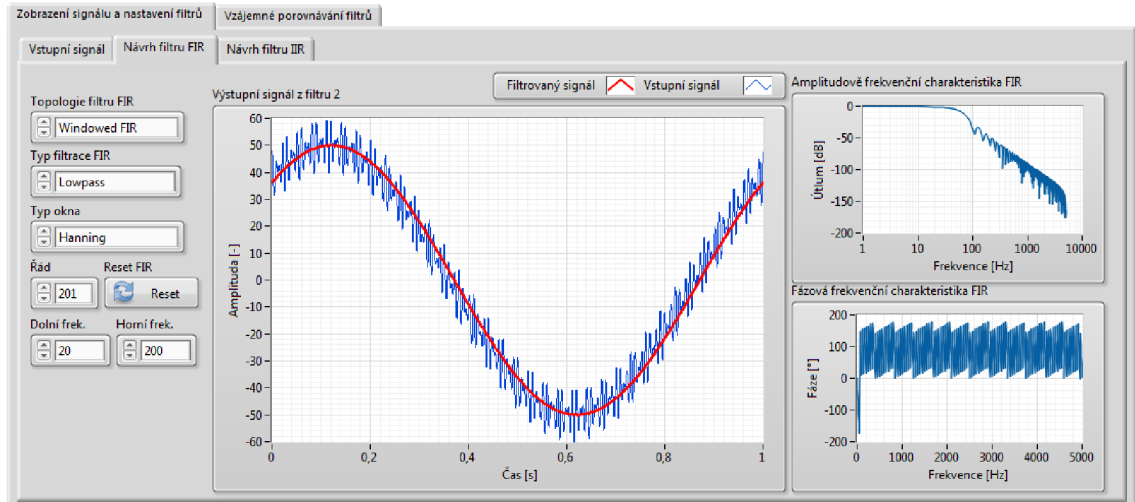 Zobrazení signálu a nastavení filtrů
Vzájemné porovnávání filtrů
Vstupní signál
Návrh filtru FIR
Návrh filtru IIR
Topologie filtru FIR
Windowed FIR
Typ filtrace FIR
Lowpass
Typ okna
Hanning
Řád
Reset FIR
201
Reset
Dolní frek.
Horní frek.
20
200
Výstupní signál z filtru 2
Filtrovaný signál
Vstupní signál
Amplituda [-]
60
50
40
30
20
10
0
-10
-20
-30
-40
-50
-60
0
0,2
0,4
0,6
0,8
1
Čas [s]
Amplitudově frekvenční charakteristika FIR
Útlum [dB]
0
-50
-100
-150
-200
1
10
100
1000
10000
Frekvence [Hz]
Fázová frekvenční charakteristika FIR
Fáze [°]
200
100
0
-100
-200
0
1000
2000
3000
4000
5000
Frekvence [Hz]